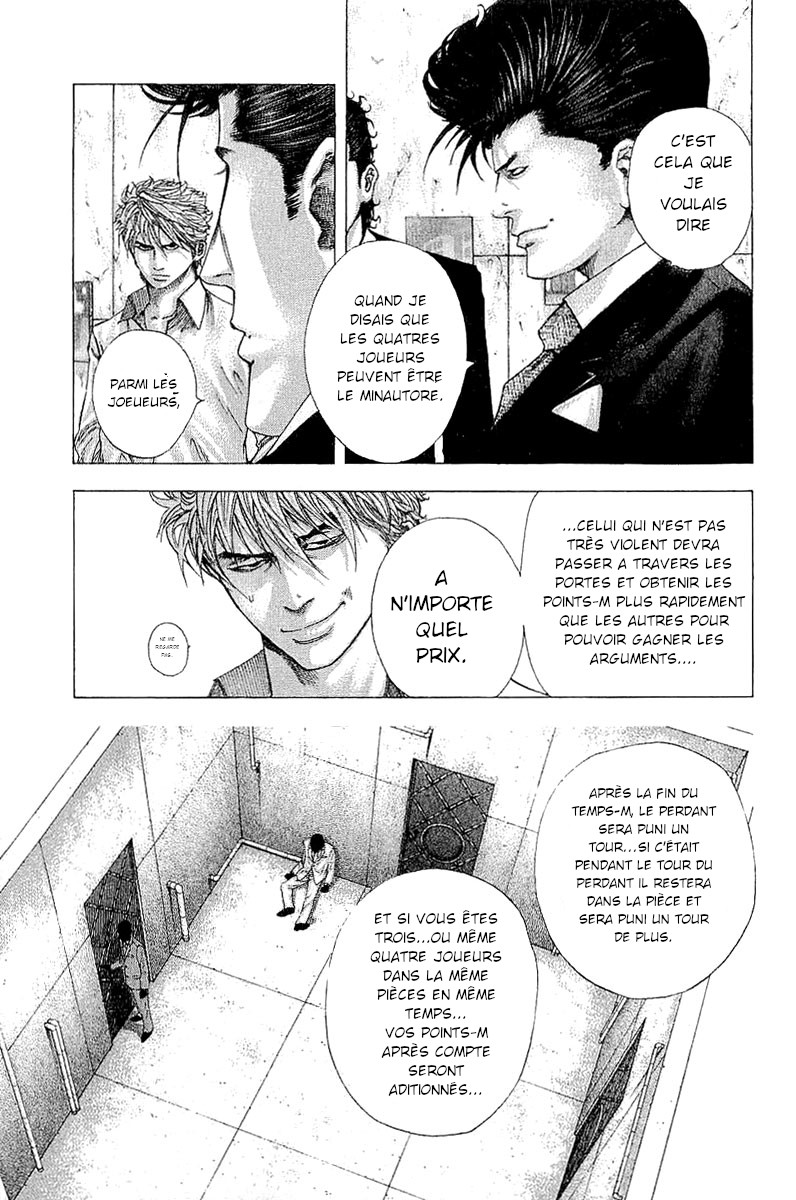 C'EST
CELA QUE
JE
VOULAIS
DIRE
QUAND JE
DISAIS QUE
LES QUATRES
JOUEURS
PEUVENT ÊTRE
LE MINAUTORE.
PARMI LÈS
JOEUEURS,
...CELUI QUI N'EST PAS
TRÈS VIOLENT DEVRA
PASSER A TRAVERS LES
PORTES ET OBTENIR LES
POINTS-M PLUS RAPIDEMENT
QUE LES AUTRES POUR
POUVOIR GAGNER LES
ARGUMENTS....
A
N'IMPORTE
QUEL
PRIX.
NE ME
REGARDE
PAS.
APRÈS LA FIN DU
TEMPS-M, LE PERDANT
SERA PUNI UN
TOUR...SI C'ÉTAIT
PENDANT LE TOUR DU
PERDANT IL RESTERA
DANS LA PIÈCE ET
SERA PUNI UN TOUR
DE PLUS.
ET SI VOUS ÊTES
TROIS...OU MÊME
QUATRE JOUEURS
DANS LA MÊME
PIÈCES EN MÊME
TEMPS...
VOS POINTS-M
APRÈS COMPTE
SERONT
ADITIONNÉS...